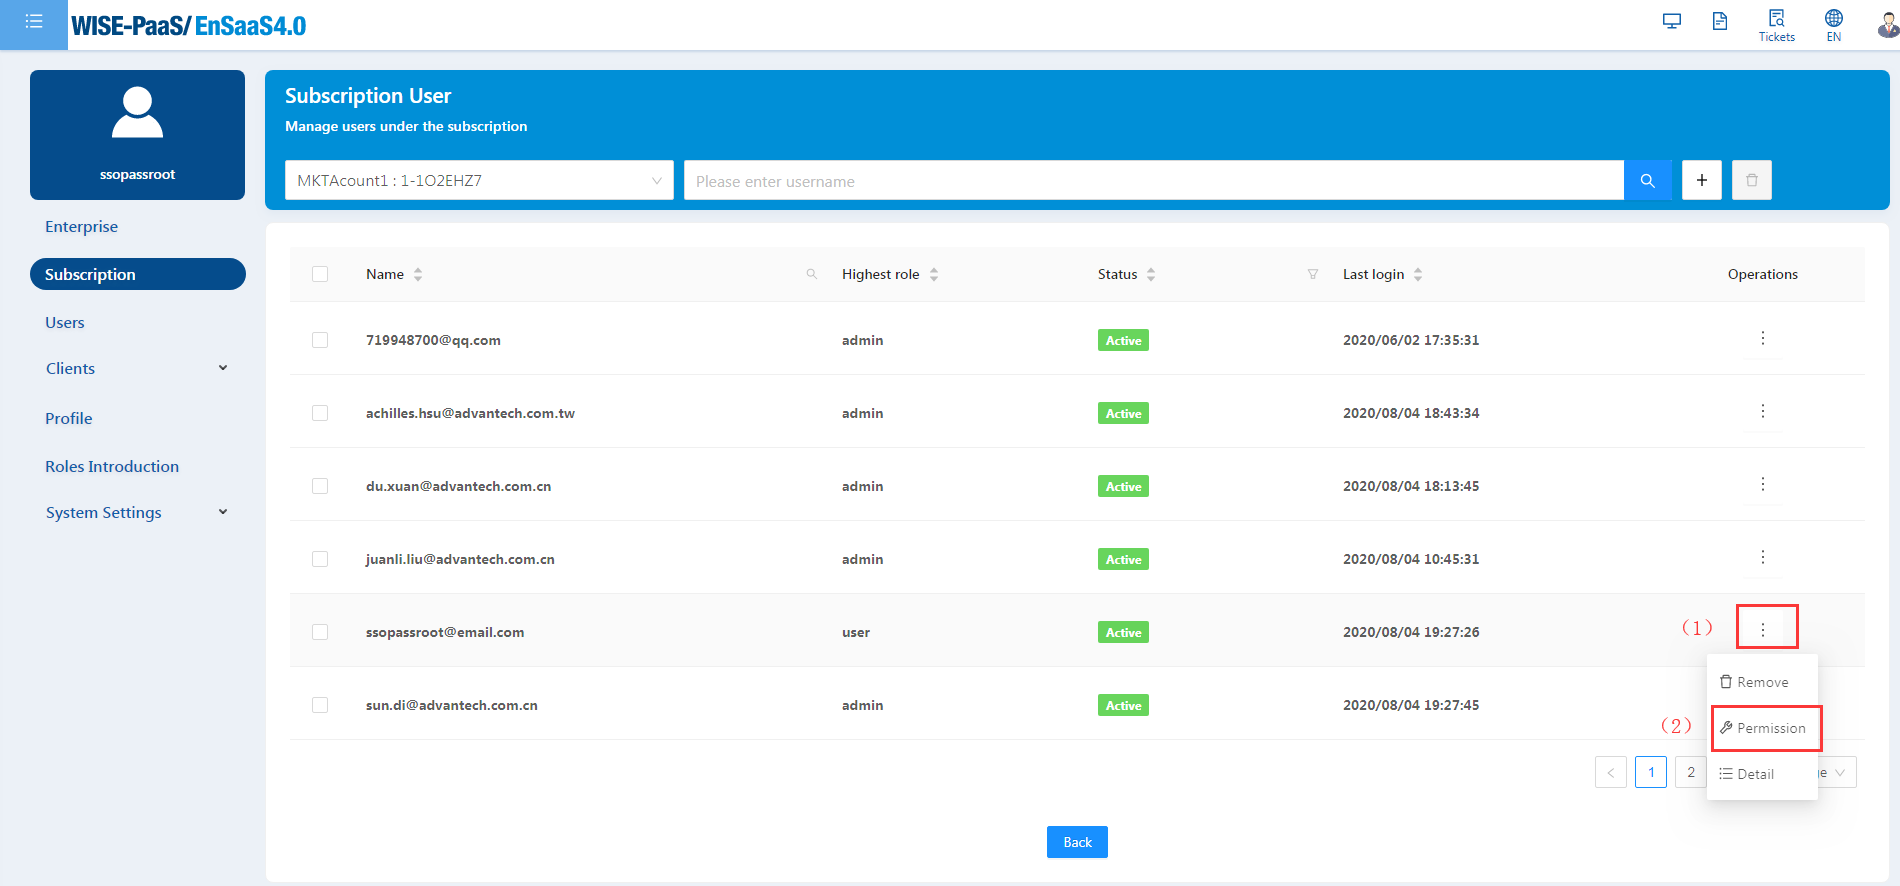 WISE-PaaS/ EnSaaS4.0
Tickets
EN
ssopassroot
Enterprise
Subscription
Users
Clients
Profile
Roles Introduction
System Settings
Subscription User
Manage users under the subscription
MKTAcount1 : 1-1O2EHZ7
Please enter username
+
Name Highest role Status Last login Operations
719948700@qq.com admin Active 2020/06/02 17:35:31
achilles.hsu@advantech.com.tw admin Active 2020/08/04 18:43:34
du.xuan@advantech.com.cn admin Active 2020/08/04 18:13:45
juanli.liu@advantech.com.cn admin Active 2020/08/04 10:45:31
ssopassroot@email.com user Active 2020/08/04 19:27:26 (1)
Remove
sun.di@advantech.com.cn admin Active 2020/08/04 19:27:45
(2) Permission
< 1 2 Detail
Back